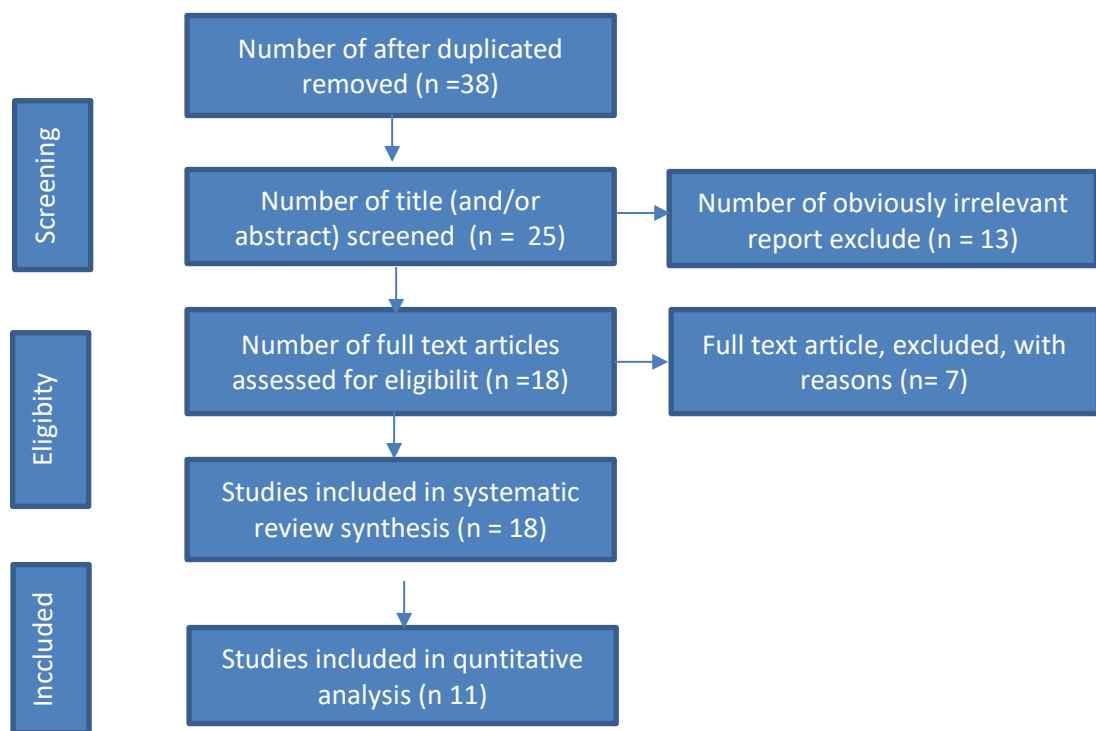 Number of after duplicated
removed (n =38)
Screening
Number of title (and/or
abstract) screened  (n =  25)
Number of obviously irrelevant
report exclude (n = 13)
Eligibity
Number of full text articles
assessed for eligibilit (n =18)
Full text article, excluded, with
reasons (n= 7)
Studies included in systematic
review synthesis (n = 18)
Inccluded
Studies included in quntitative
analysis (n 11)